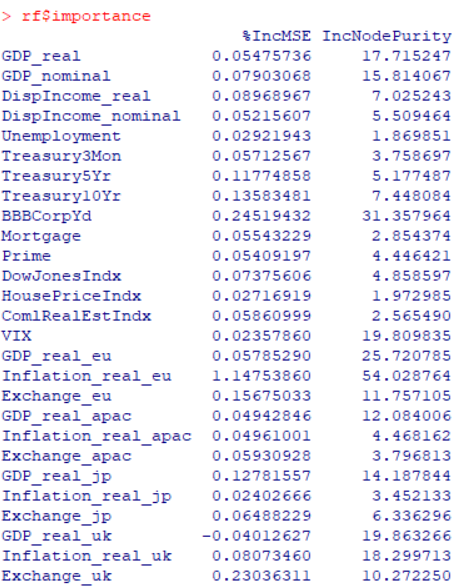 > rf$importance
                        %IncMSE IncNodePurity
GDP_real             0.05475736     17.715247
GDP_nominal          0.07903068     15.814067
DispIncome_real      0.08968967      7.025243
DispIncome_nominal   0.05215607      5.509464
Unemployment         0.02921943      1.869851
Treasury3Mon         0.05712567      3.758697
Treasury5Yr          0.11774858      5.177487
Treasury10Yr         0.13583481      7.448084
BBBCorpYd            0.24519432     31.357964
Mortgage             0.05543229      2.854374
Prime                0.05409197      4.446421
DowJonesIndx         0.07375606      4.858597
HousePriceIndx       0.02716919      1.972985
ComlRealEstIndx      0.05860999      2.565490
VIX                  0.02357860     19.809835
GDP_real_eu          0.05785290     25.720785
Inflation_real_eu    1.14753860     54.028764
Exchange_eu          0.15675033     11.757105
GDP_real_apac        0.04942846     12.084006
Inflation_real_apac  0.04961001      4.468162
Exchange_apac        0.05930928      3.796813
GDP_real_jp          0.12781557     14.187844
Inflation_real_jp    0.02402666      3.452133
Exchange_jp          0.06488229      6.336296
GDP_real_uk         -0.04012627     19.863266
Inflation_real_uk    0.08073460     18.299713
Exchange_uk          0.23036311     10.272250